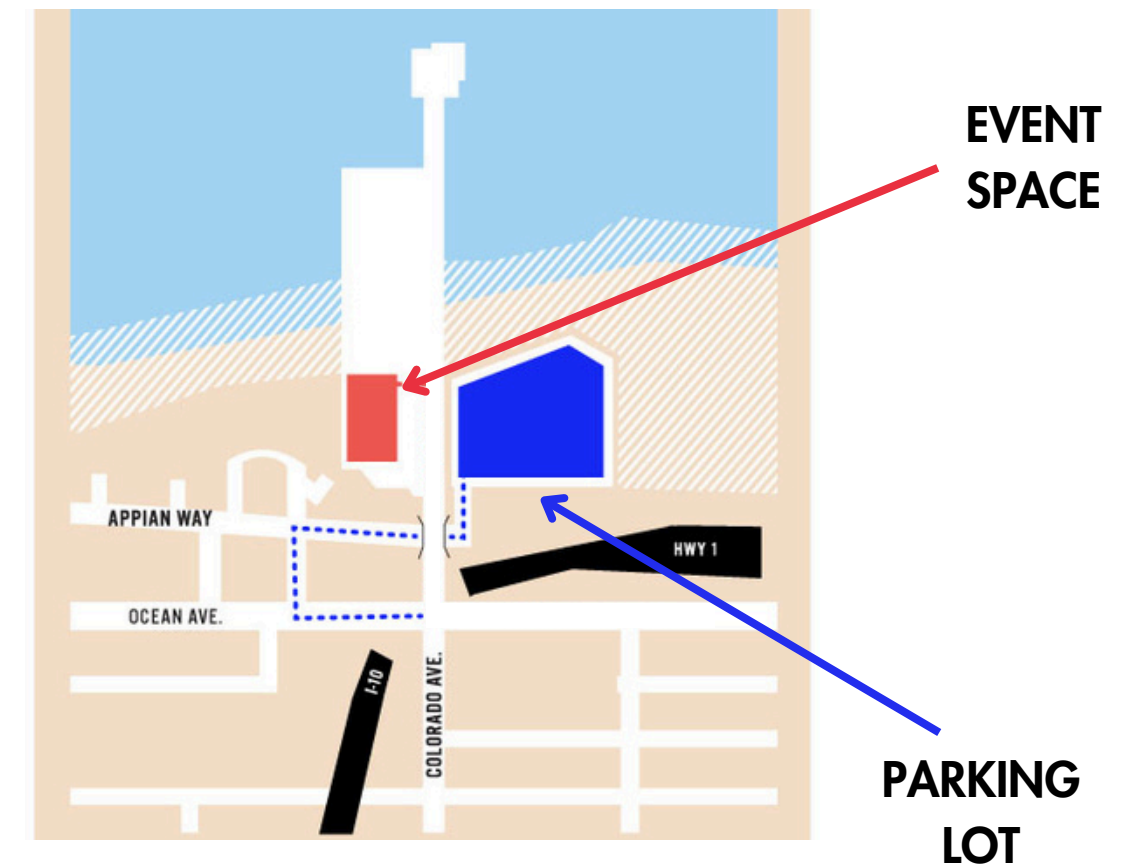 EVENT
SPACE
APPIAN WAY
HWY 1
OCEAN AVE.
I-10
COLORADO AVE.
PARKING
LOT